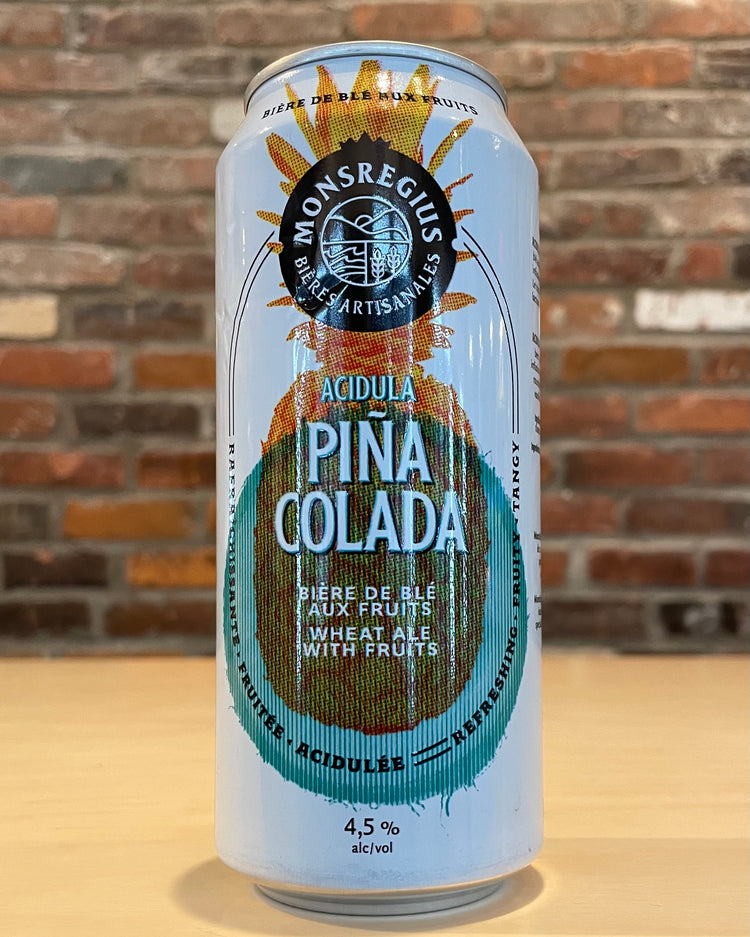 BIÈRE DE BLÉ AUX FRUITS
MONSREGIUS
BIÈRES ARTISANALES
ACIDULA
PIÑA
COLADA
BIÈRE DE BLÉ
AUX FRUITS
WHEAT ALE
WITH FRUITS
RAFRAÎCHISSANTE · FRUITÉE · ACIDULÉE
REFRESHING · FRUITY · TANGY
4,5 %
alc/vol